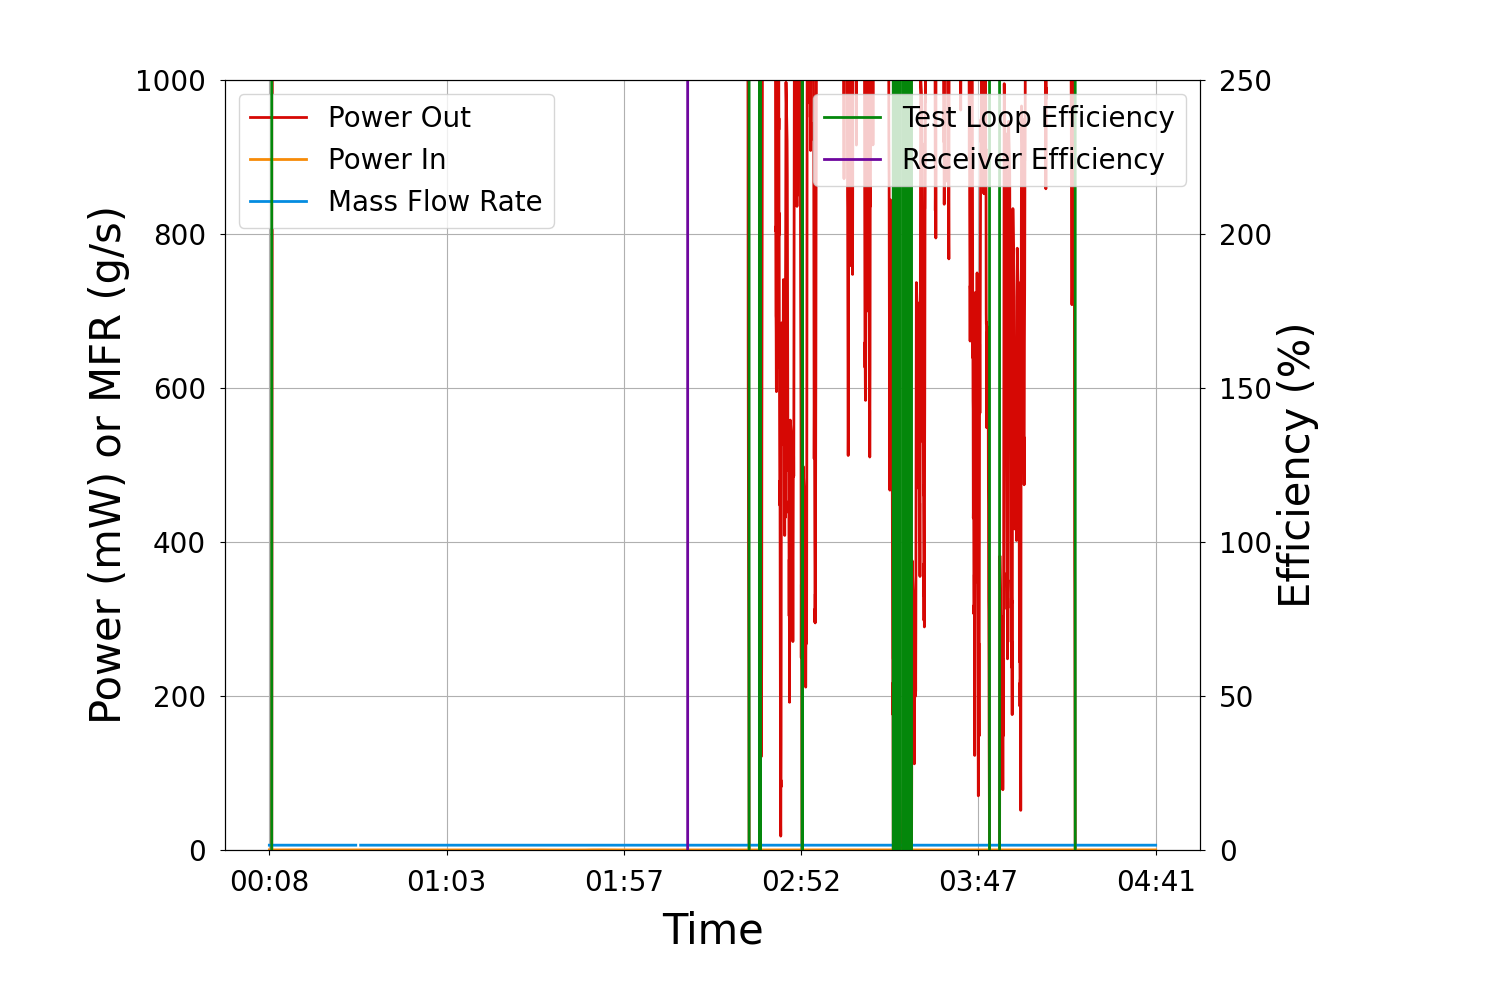 1000
800
600
400
200
0
Power (mW) or MFR (g/s)
Power Out
Power In
Mass Flow Rate
Test Loop Efficiency
Receiver Efficiency
250
200
150
100
50
0
Efficiency (%)
00:08 01:03 01:57 02:52 03:47 04:41
Time